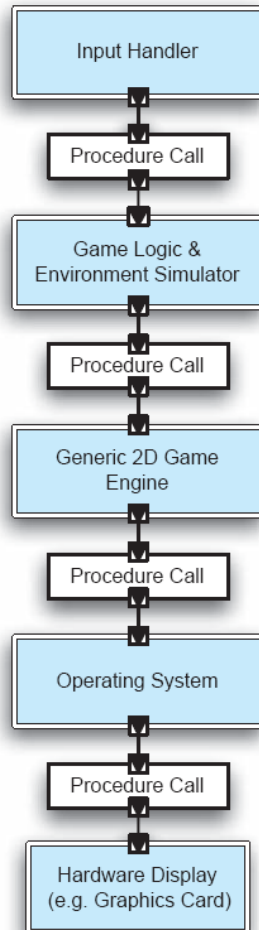 Input Handler
Procedure Call
Game Logic &
Environment Simulator
Procedure Call
Generic 2D Game
Engine
Procedure Call
Operating System
Procedure Call
Hardware Display
(e.g. Graphics Card)